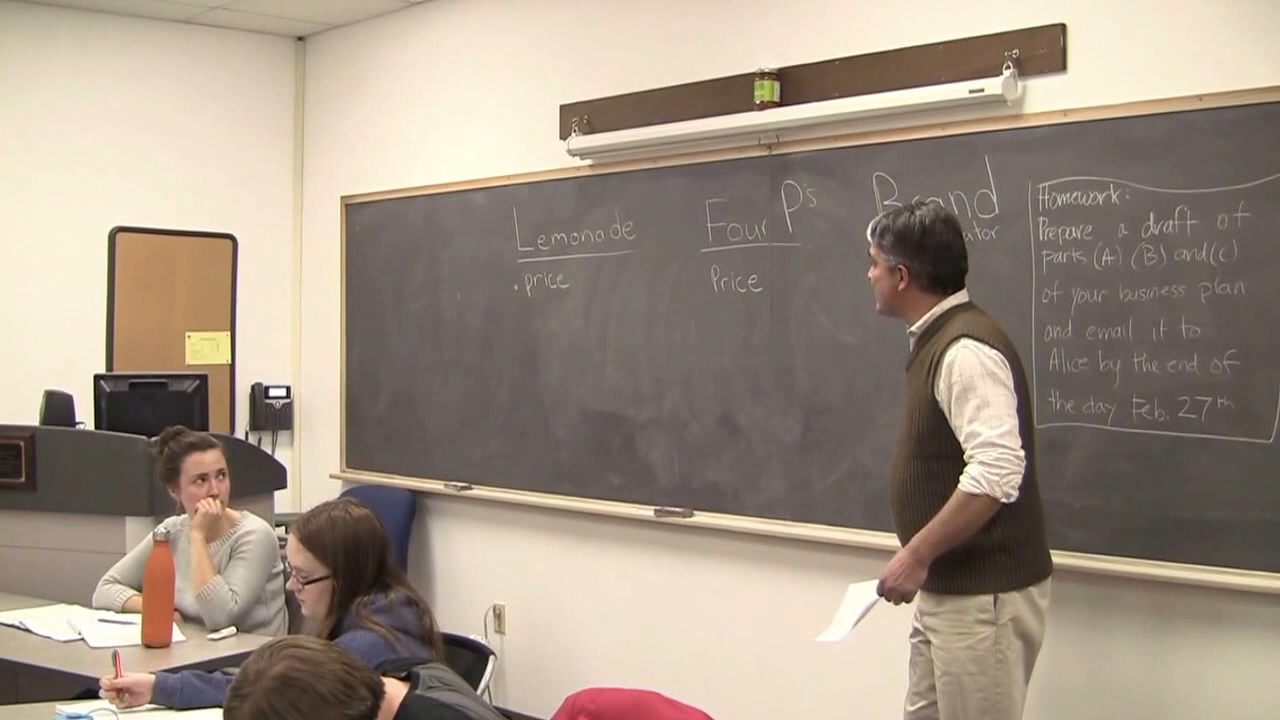 Lemonade
. price
Four P's
Price
Brand
Homework:
Prepare a draft of
parts (A) (B) and (C)
of your business plan
and email it to
Alice by the end of
the day Feb. 27th